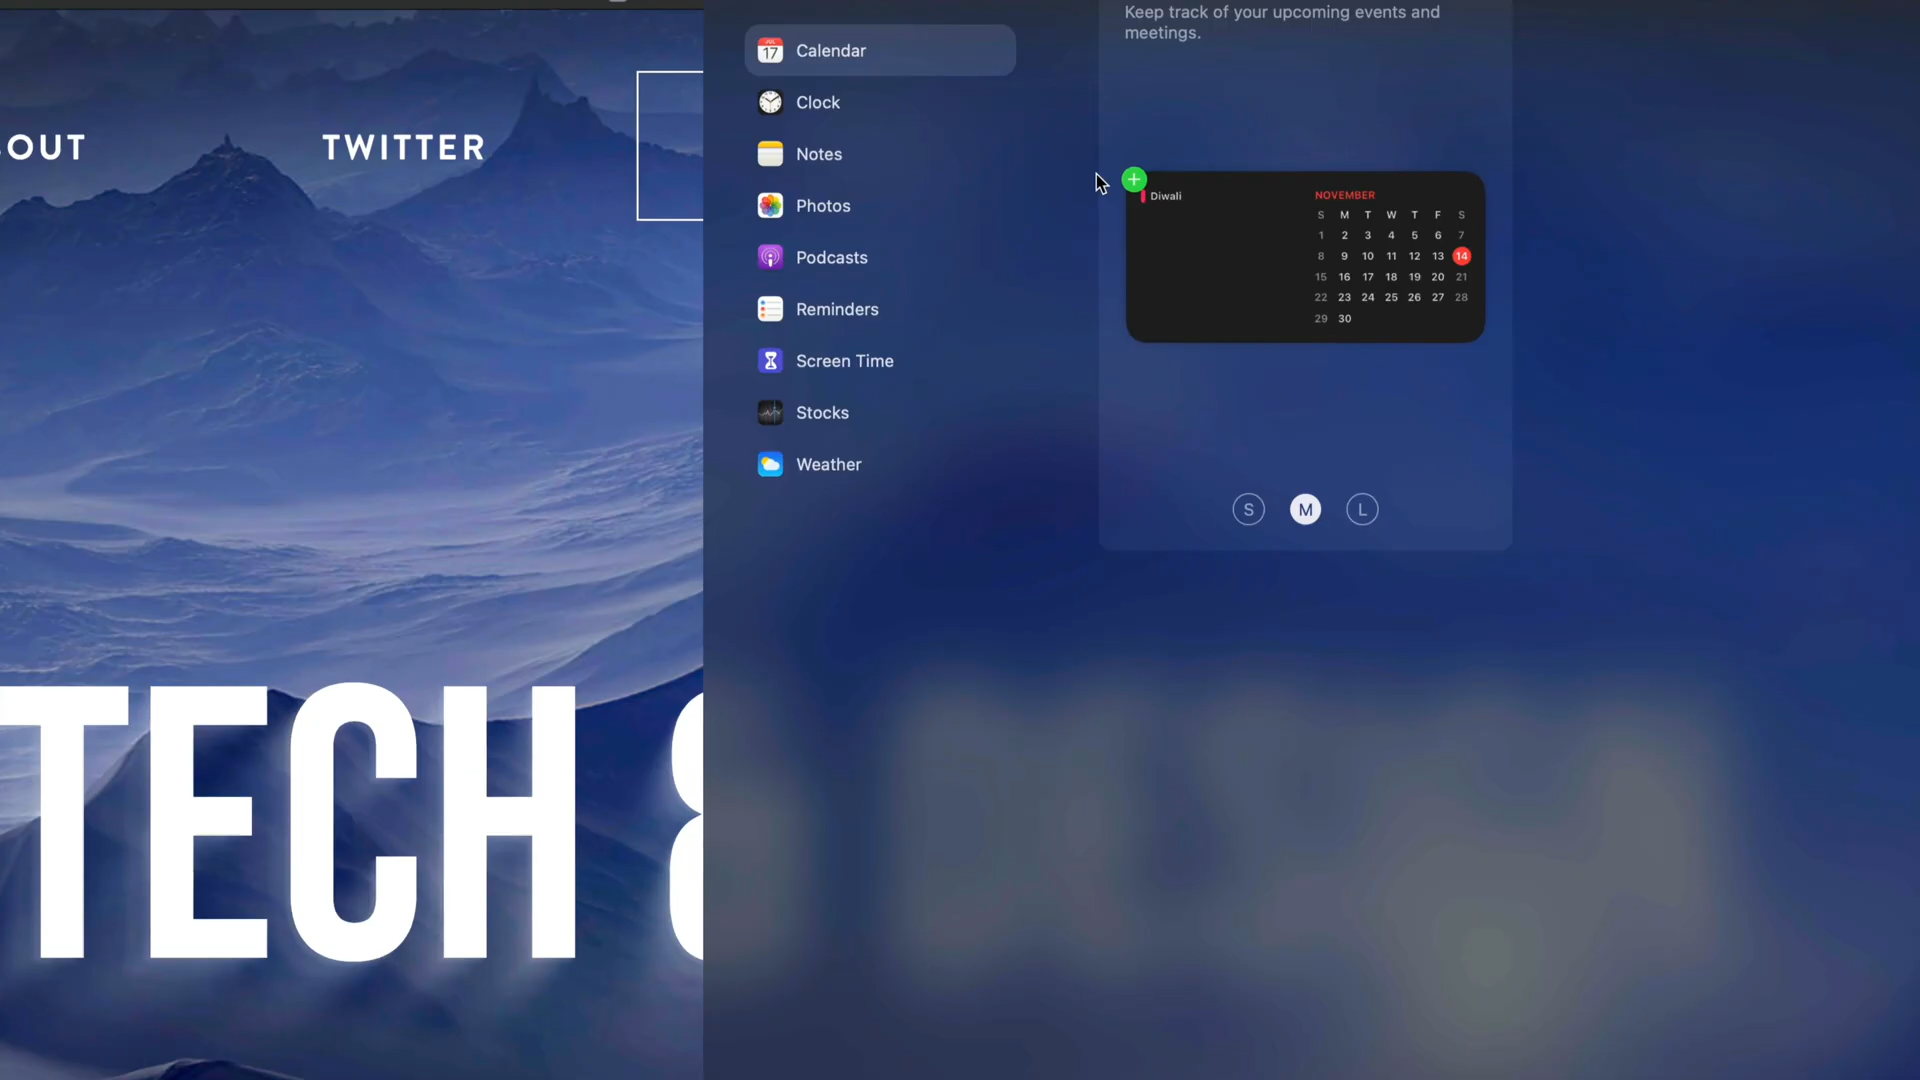 OUT
TWITTER
TECH
JUL
17
Calendar
Clock
Notes
Photos
Podcasts
Reminders
Screen Time
Stocks
Weather
Keep track of your upcoming events and
meetings.
Diwali
NOVEMBER
S M T W T F S
1 2 3 4 5 6 7
8 9 10 11 12 13 14
15 16 17 18 19 20 21
22 23 24 25 26 27 28
29 30
S M L